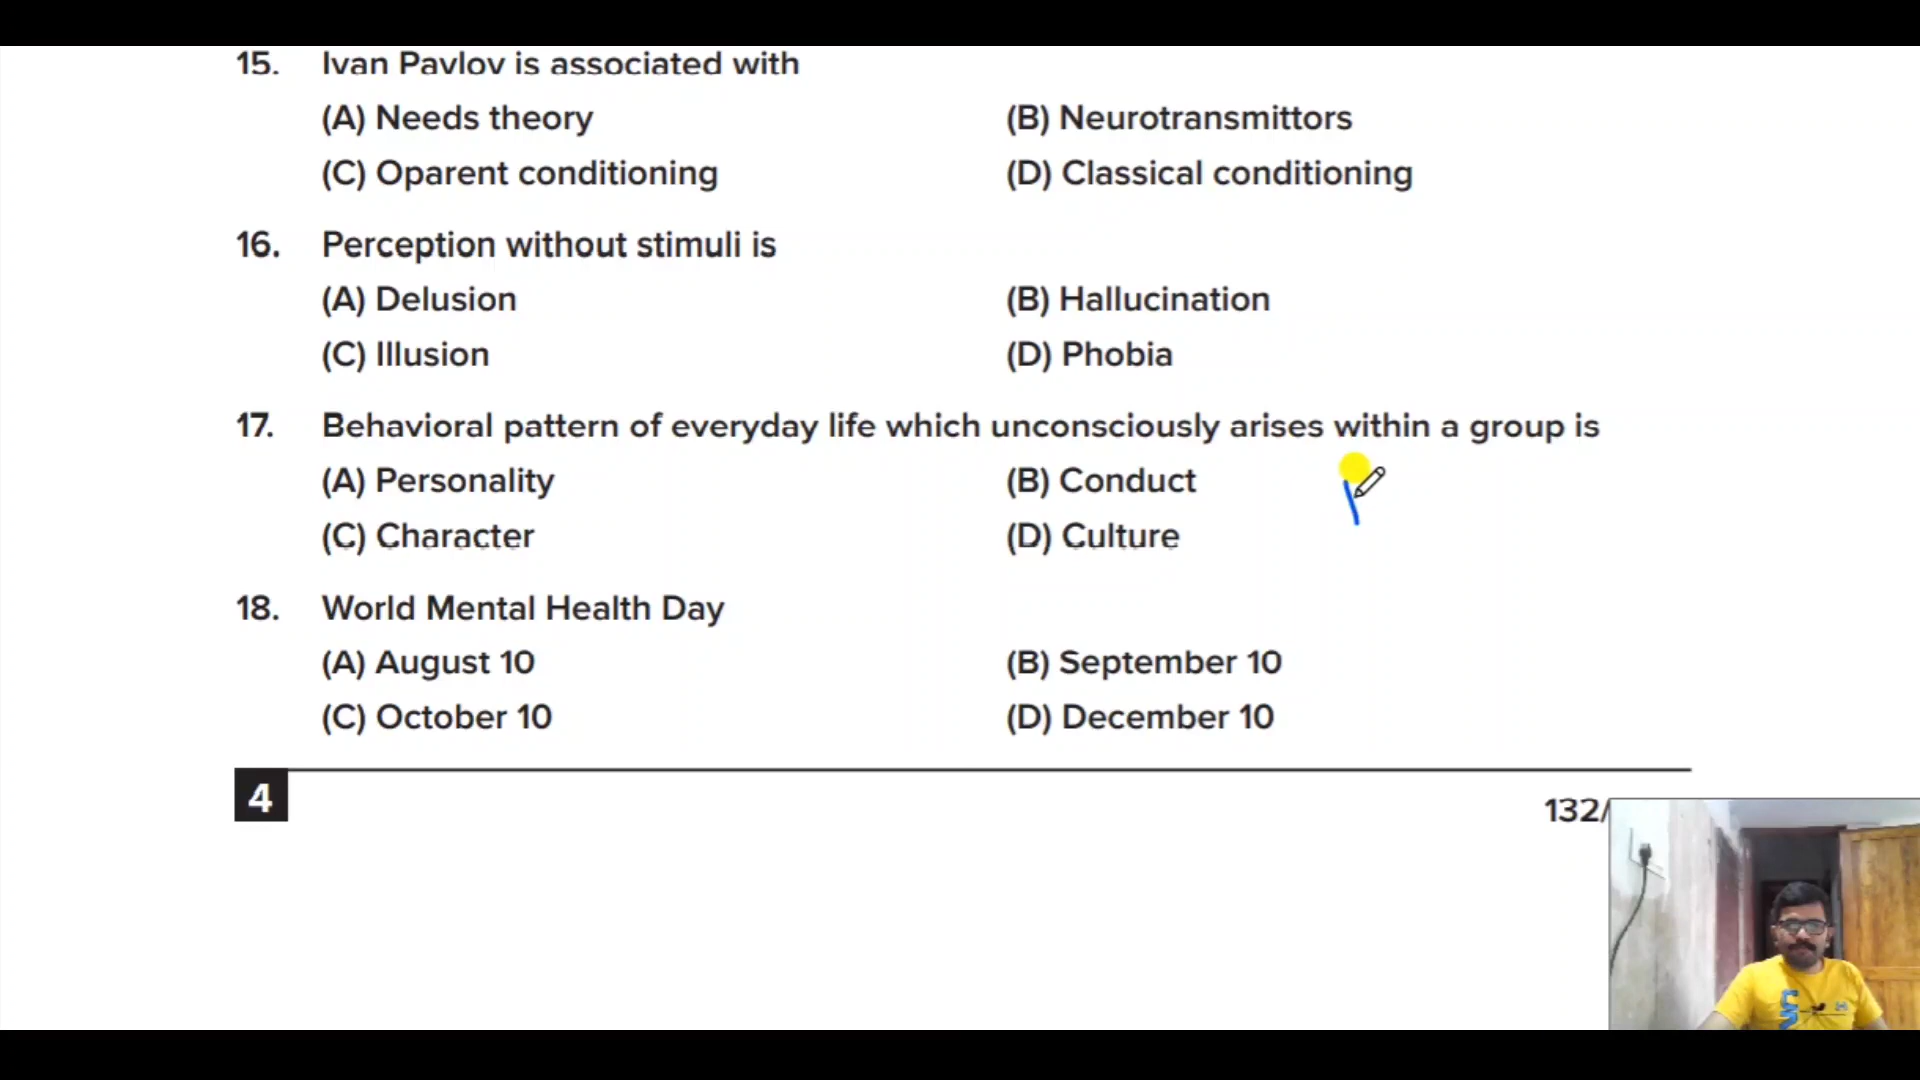 15. Ivan Pavlov is associated with
(A) Needs theory (B) Neurotransmittors
(C) Oparent conditioning (D) Classical conditioning
16. Perception without stimuli is
(A) Delusion (B) Hallucination
(C) Illusion (D) Phobia
17. Behavioral pattern of everyday life which unconsciously arises within a group is
(A) Personality (B) Conduct
(C) Character (D) Culture
18. World Mental Health Day
(A) August 10 (B) September 10
(C) October 10 (D) December 10
4
132/